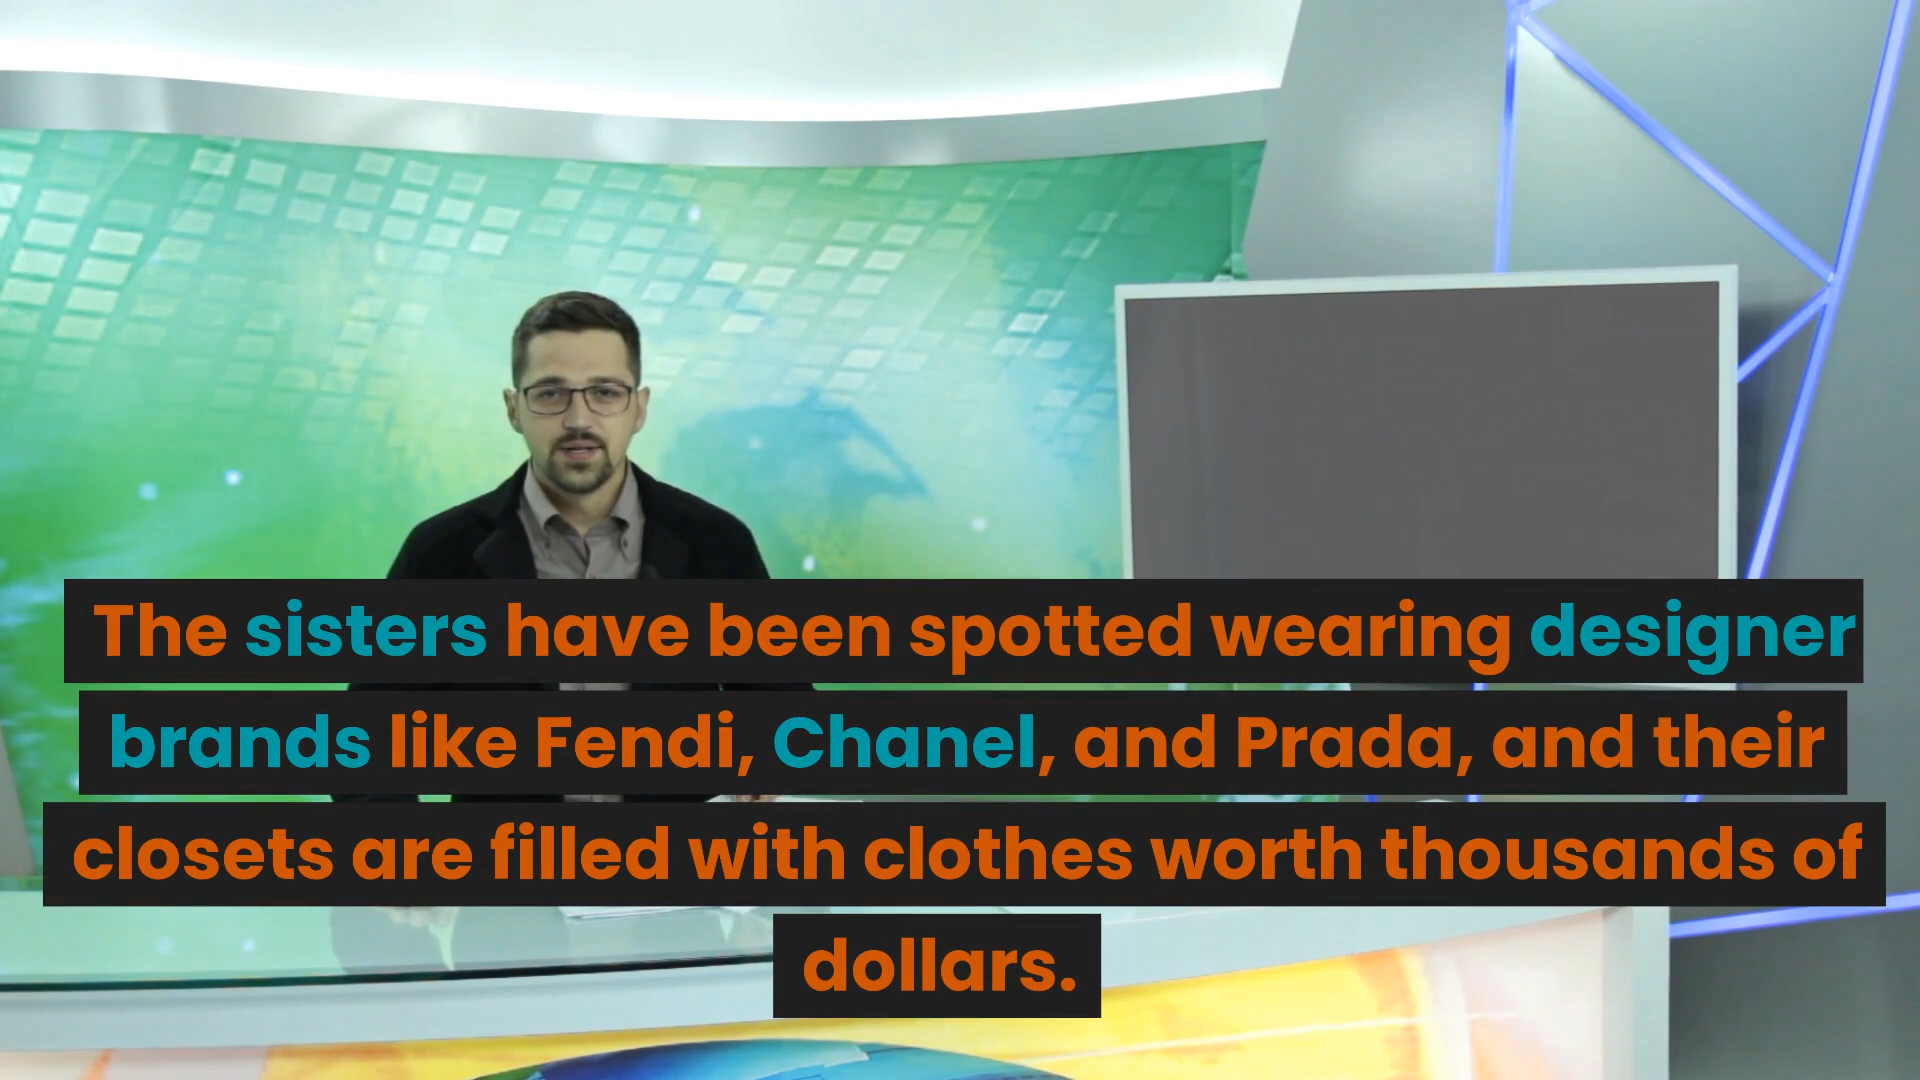 The sisters have been spotted wearing designer
brands like Fendi, Chanel, and Prada, and their
closets are filled with clothes worth thousands of
dollars.